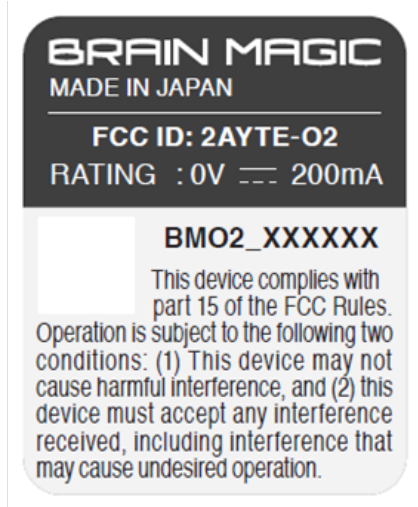 BRAIN MAGIC
MADE IN JAPAN
FCC ID: 2AYTE-O2
RATING : 0V ⎓ 200mA
BMO2_XXXXXX
This device complies with
part 15 of the FCC Rules.
Operation is subject to the following two
conditions: (1) This device may not
cause harmful interference, and (2) this
device must accept any interference
received, including interference that
may cause undesired operation.